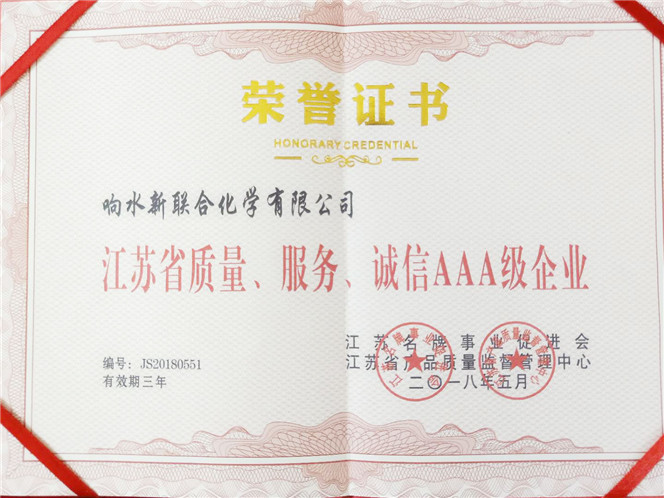 荣誉证书
HONORARY CREDENTIAL
响水新联合化学有限公司
江苏省质量、服务、诚信AAA级企业
江苏名牌事业促进会
江苏省产品质量监督管理中心
二〇一八年五月
编号：JS20180551
有效期三年